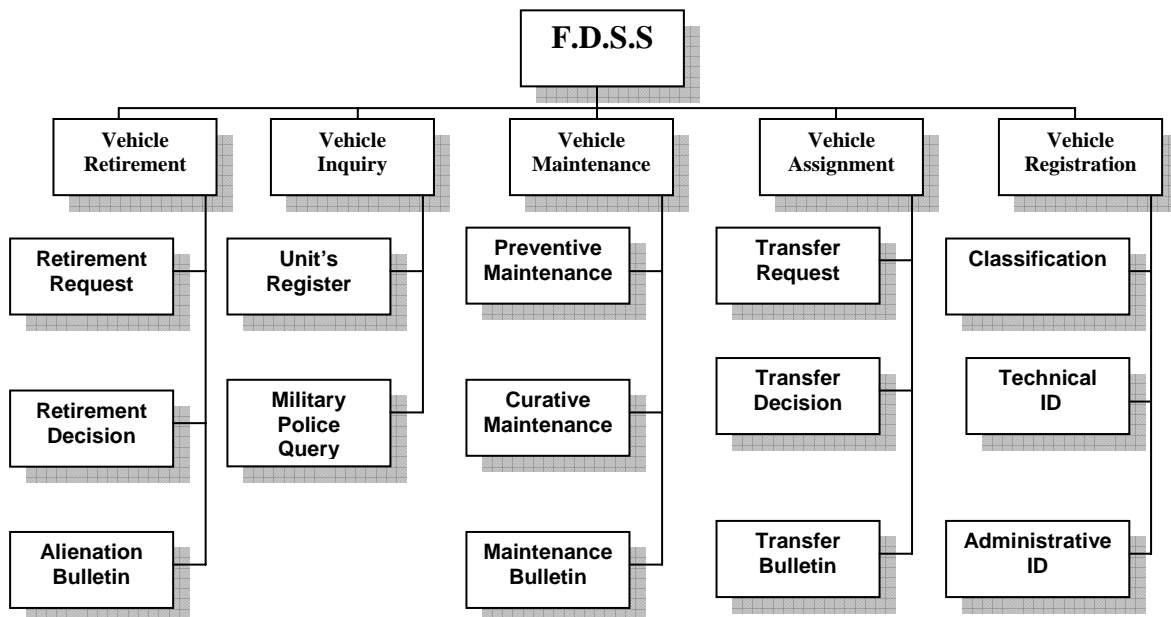 F.D.S.S
Vehicle
Retirement
Vehicle
Inquiry
Vehicle
Maintenance
Vehicle
Assignment
Vehicle
Registration
Retirement
Request
Unit's
Register
Preventive
Maintenance
Transfer
Request
Classification
Retirement
Decision
Military
Police
Query
Curative
Maintenance
Transfer
Decision
Technical
ID
Alienation
Bulletin
Maintenance
Bulletin
Transfer
Bulletin
Administrative
ID